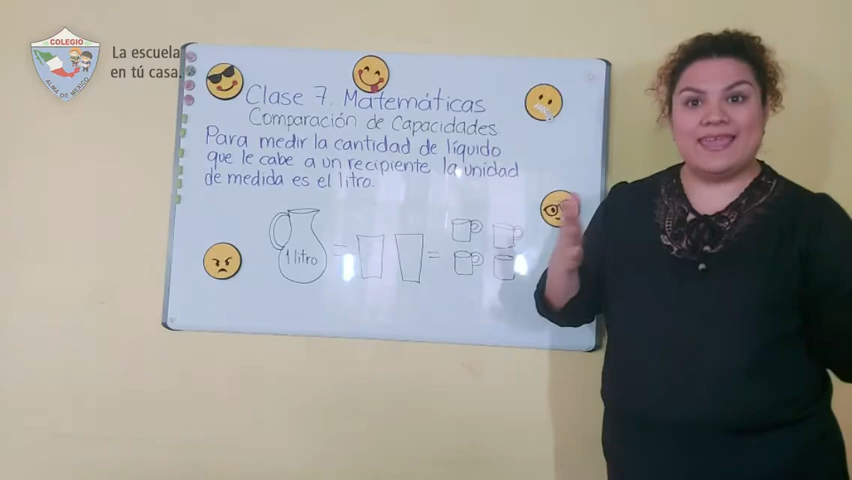 COLEGIO
ALMA DE MEXICO
La escuela
en tú casa.
Clase 7. Matemáticas
Comparación de Capacidades.
Para medir la cantidad de líquido
que le cabe a un recipiente la unidad
de medida es el litro.
1 litro
= =